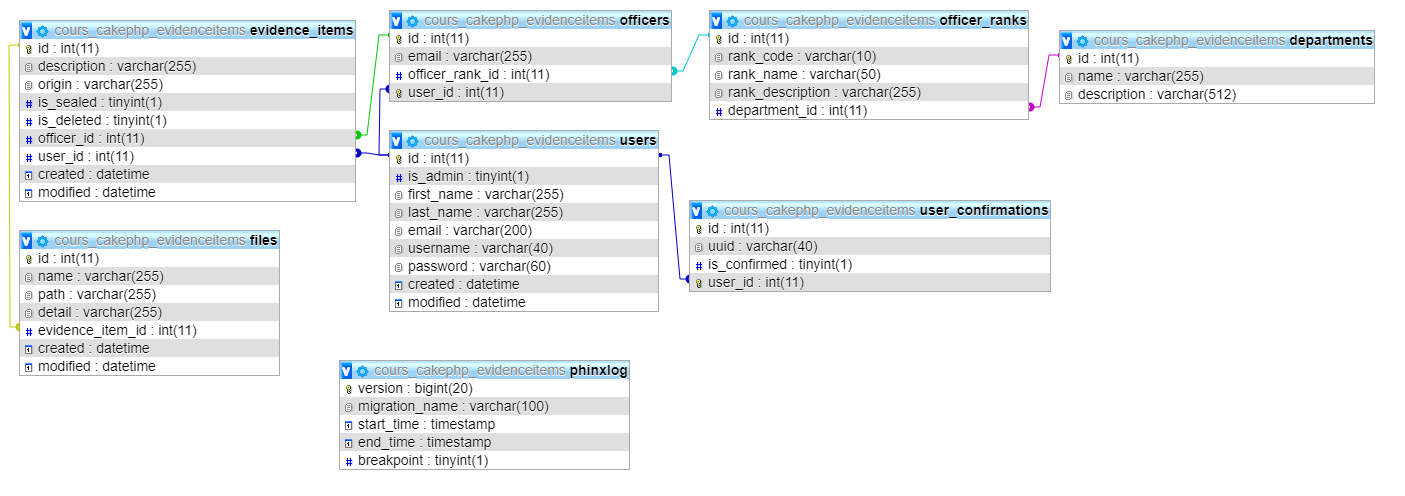 cours_cakephp_evidenceitems evidence_items
id : int(11)
description : varchar(255)
origin : varchar(255)
is_sealed : tinyint(1)
is_deleted : tinyint(1)
officer_id : int(11)
user_id : int(11)
created : datetime
modified : datetime
cours_cakephp_evidenceitems files
id : int(11)
name : varchar(255)
path : varchar(255)
detail : varchar(255)
evidence_item_id : int(11)
created : datetime
modified : datetime
cours_cakephp_evidenceitems officers
id : int(11)
email : varchar(255)
officer_rank_id : int(11)
user_id : int(11)
cours_cakephp_evidenceitems users
id : int(11)
is_admin : tinyint(1)
first_name : varchar(255)
last_name : varchar(255)
email : varchar(200)
username : varchar(40)
password : varchar(60)
created : datetime
modified : datetime
cours_cakephp_evidenceitems phinxlog
version : bigint(20)
migration_name : varchar(100)
start_time : timestamp
end_time : timestamp
breakpoint : tinyint(1)
cours_cakephp_evidenceitems officer_ranks
id : int(11)
rank_code : varchar(10)
rank_name : varchar(50)
rank_description : varchar(255)
department_id : int(11)
cours_cakephp_evidenceitems user_confirmations
id : int(11)
uuid : varchar(40)
is_confirmed : tinyint(1)
user_id : int(11)
cours_cakephp_evidenceitems departments
id : int(11)
name : varchar(255)
description : varchar(512)